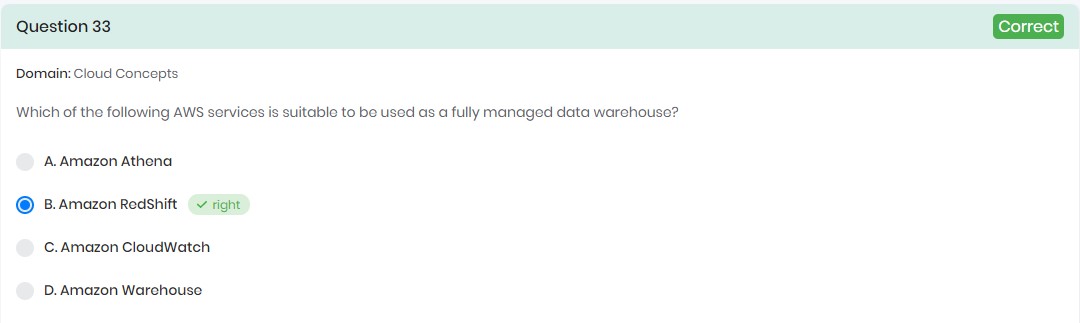 Question 33 Correct
Domain: Cloud Concepts
Which of the following AWS services is suitable to be used as a fully managed data warehouse?
A. Amazon Athena
B. Amazon RedShift right
C. Amazon CloudWatch
D. Amazon Warehouse